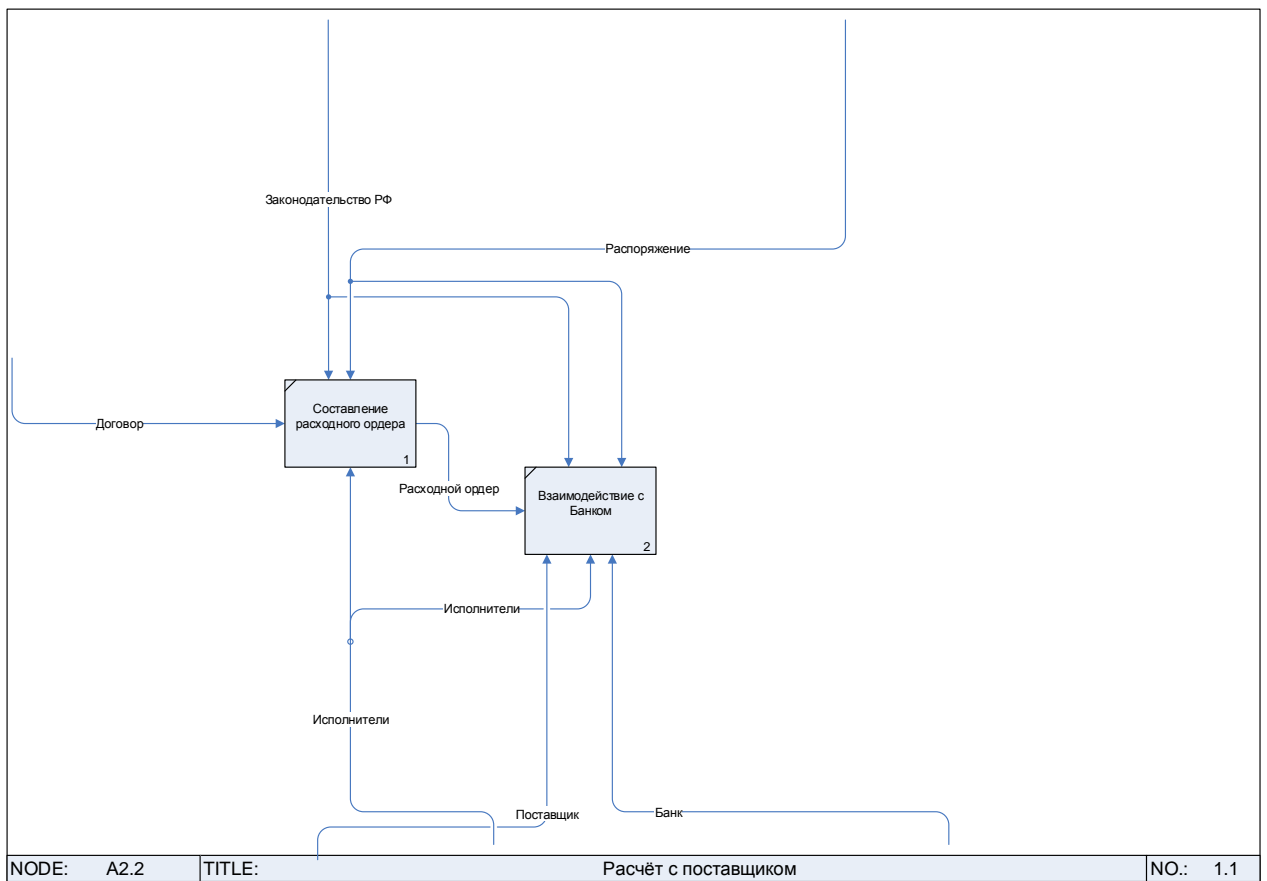 Законодательство РФ
Распоряжение
Договор
Составление
расходного ордера
1
Расходной ордер
Взаимодействие с
Банком
2
Исполнители
Исполнители
Поставщик
Банк
NODE: A2.2 TITLE: Расчёт с поставщиком NO.: 1.1